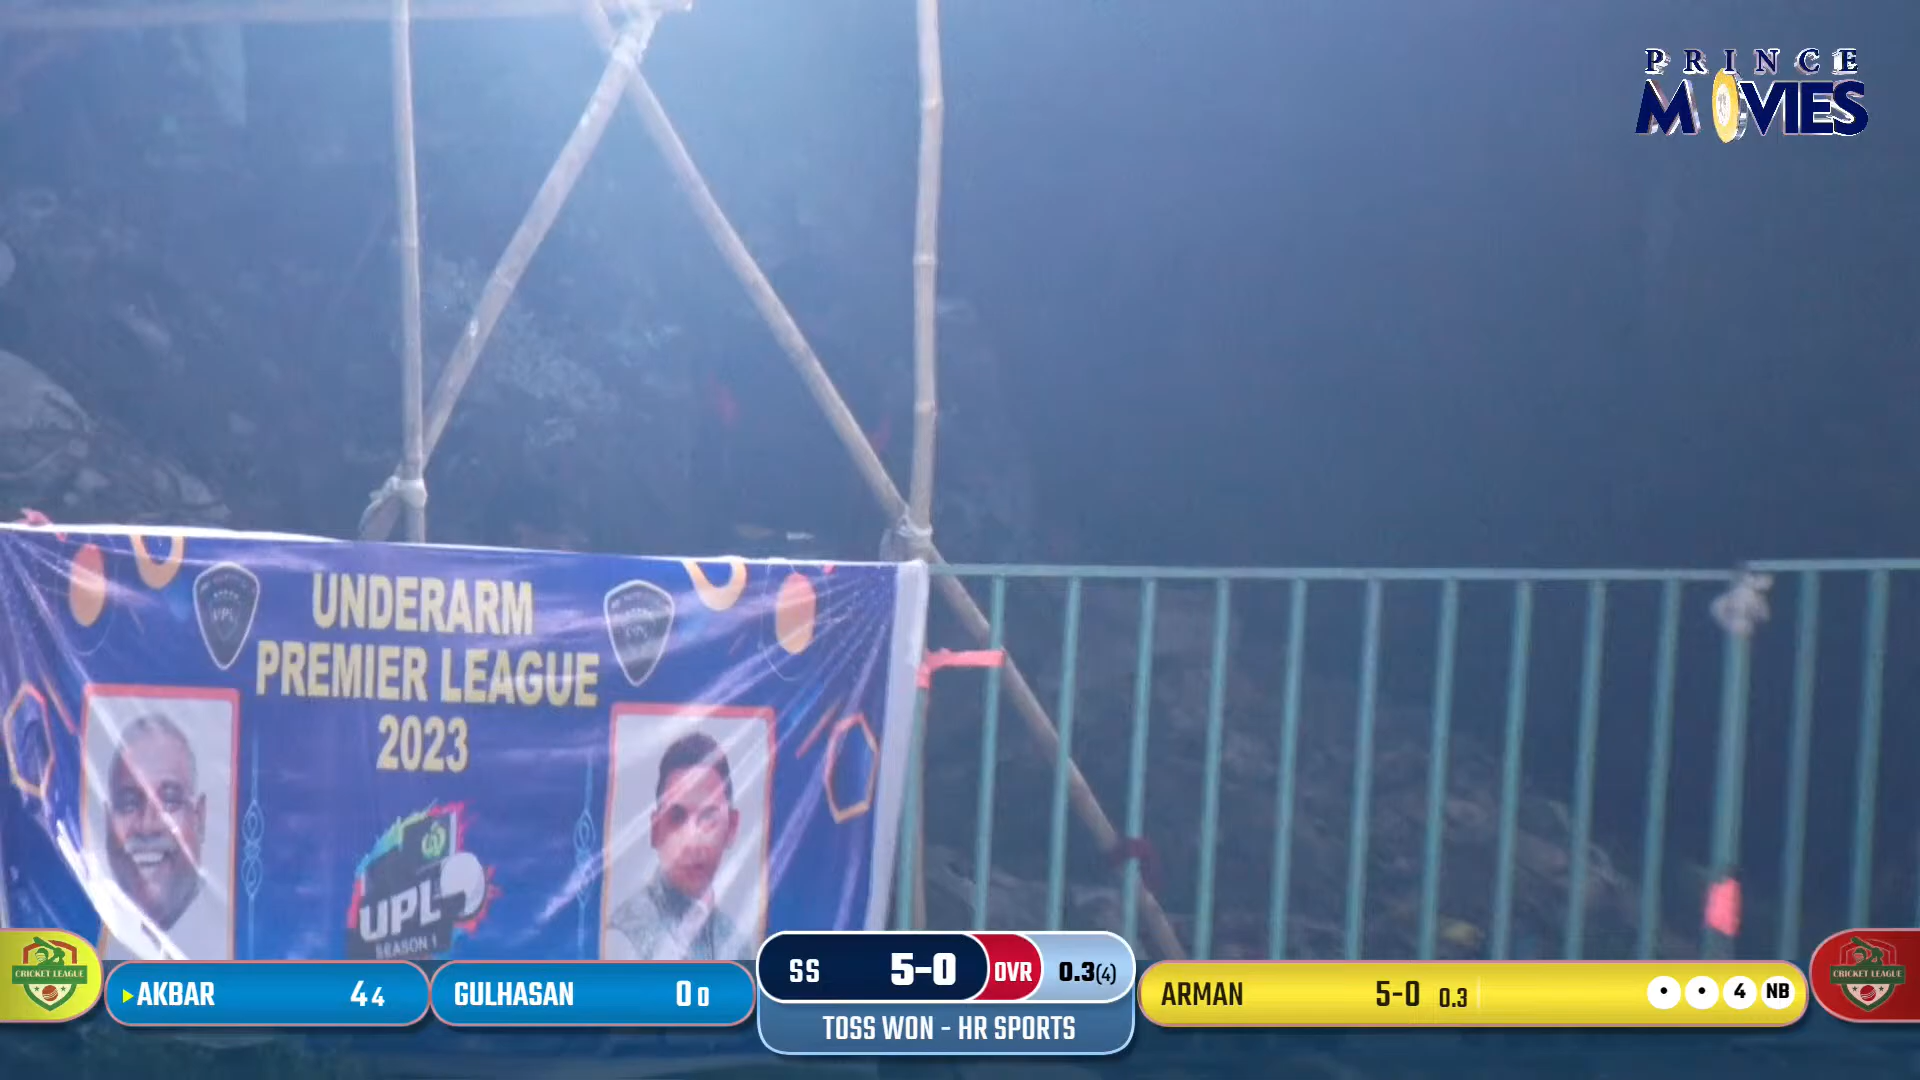 PRINCE
MOVIES
UNDERARM
PREMIER LEAGUE
2023
UPL
SEASON 1
CRICKET LEAGUE
AKBAR 4 4
GULHASAN 0 0
SS 5-0 OVR 0.3(4)
TOSS WON - HR SPORTS
ARMAN 5-0 0.3
• • 4 NB
CRICKET LEAGUE